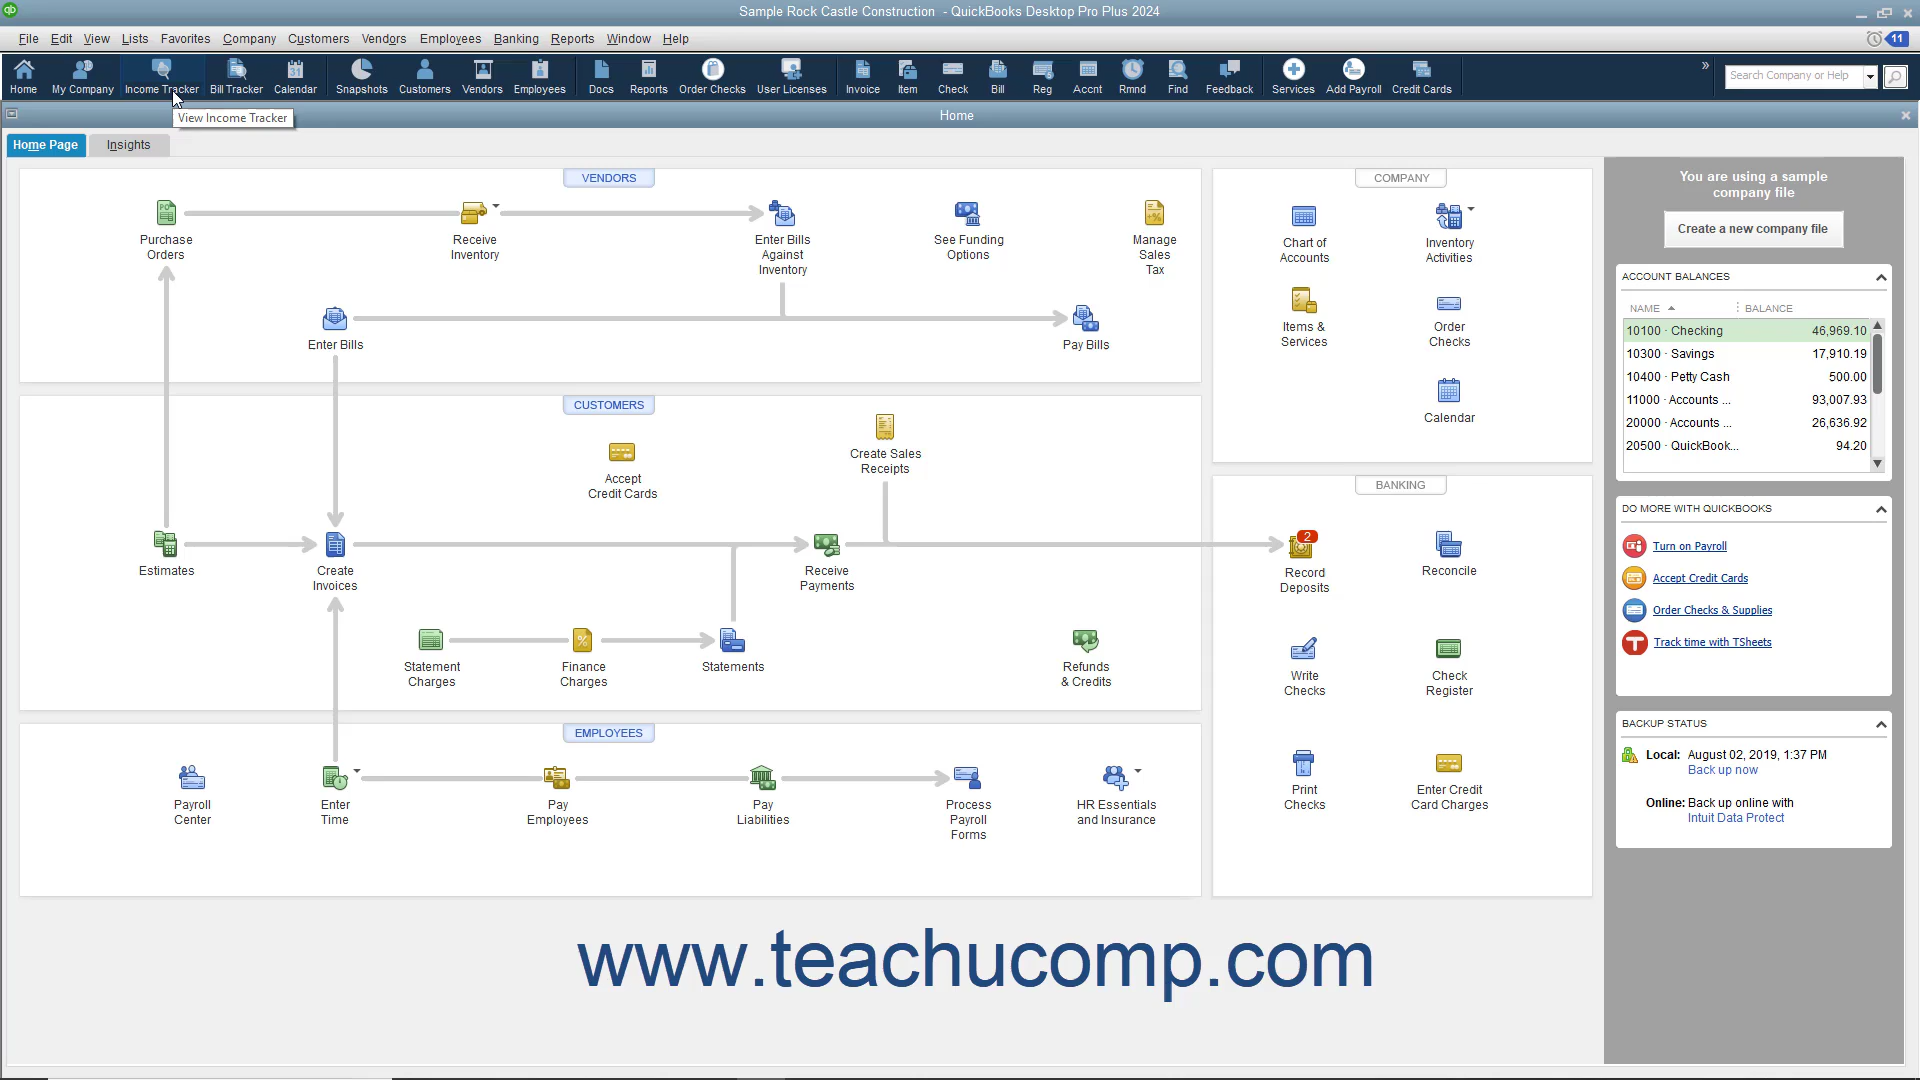 qb
Sample Rock Castle Construction - QuickBooks Desktop Pro Plus 2024
File Edit View Lists Favorites Company Customers Vendors Employees Banking Reports Window Help
11
Home My Company Income Tracker Bill Tracker Calendar Snapshots Customers Vendors Employees Docs Reports Order Checks User Licenses Invoice Item Check Bill Reg Accnt Rmnd Find Feedback Services Add Payroll Credit Cards
31
»
Search Company or Help
View Income Tracker
Home
Home Page
Insights
VENDORS
PO
Purchase
Orders
Receive
Inventory
Enter Bills
Against
Inventory
See Funding
Options
Manage
Sales
Tax
Enter Bills
Pay Bills
CUSTOMERS
Accept
Credit Cards
Create Sales
Receipts
Estimates
Create
Invoices
Receive
Payments
Statement
Charges
Finance
Charges
Statements
Refunds
& Credits
EMPLOYEES
Payroll
Center
Enter
Time
Pay
Employees
Pay
Liabilities
Process
Payroll
Forms
HR Essentials
and Insurance
COMPANY
Chart of
Accounts
Inventory
Activities
Items &
Services
Order
Checks
Calendar
BANKING
2
Record
Deposits
Reconcile
Write
Checks
Check
Register
Print
Checks
Enter Credit
Card Charges
You are using a sample
company file
Create a new company file
ACCOUNT BALANCES
NAME BALANCE
10100 · Checking 46,969.10
10300 · Savings 17,910.19
10400 · Petty Cash 500.00
11000 · Accounts ... 93,007.93
20000 · Accounts ... 26,636.92
20500 · QuickBook... 94.20
DO MORE WITH QUICKBOOKS
Turn on Payroll
Accept Credit Cards
Order Checks & Supplies
Track time with TSheets
BACKUP STATUS
Local: August 02, 2019, 1:37 PM
Back up now
Online: Back up online with
Intuit Data Protect
www.teachucomp.com